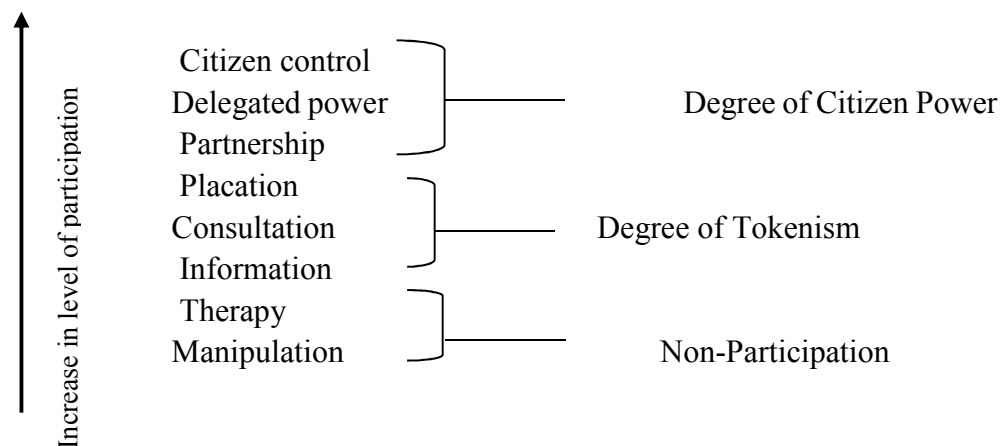 Increase in level of participation
Citizen control
Delegated power
Partnership
Placation
Consultation
Information
Therapy
Manipulation
Degree of Citizen Power
Degree of Tokenism
Non-Participation